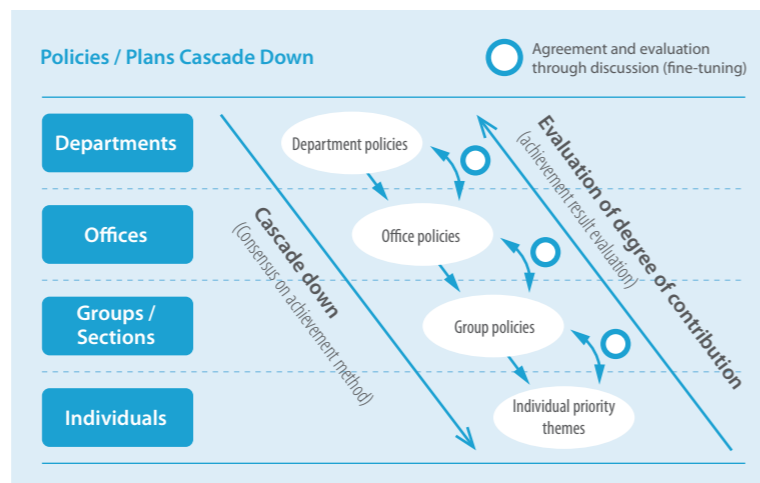 Policies / Plans Cascade Down
Agreement and evaluation
through discussion (fine-tuning)
Departments
Department policies
Offices
Office policies
Groups /
Sections
Group policies
Individuals
Individual priority
themes
Cascade down
(Consensus on achievement method)
Evaluation of degree of contribution
(achievement result evaluation)